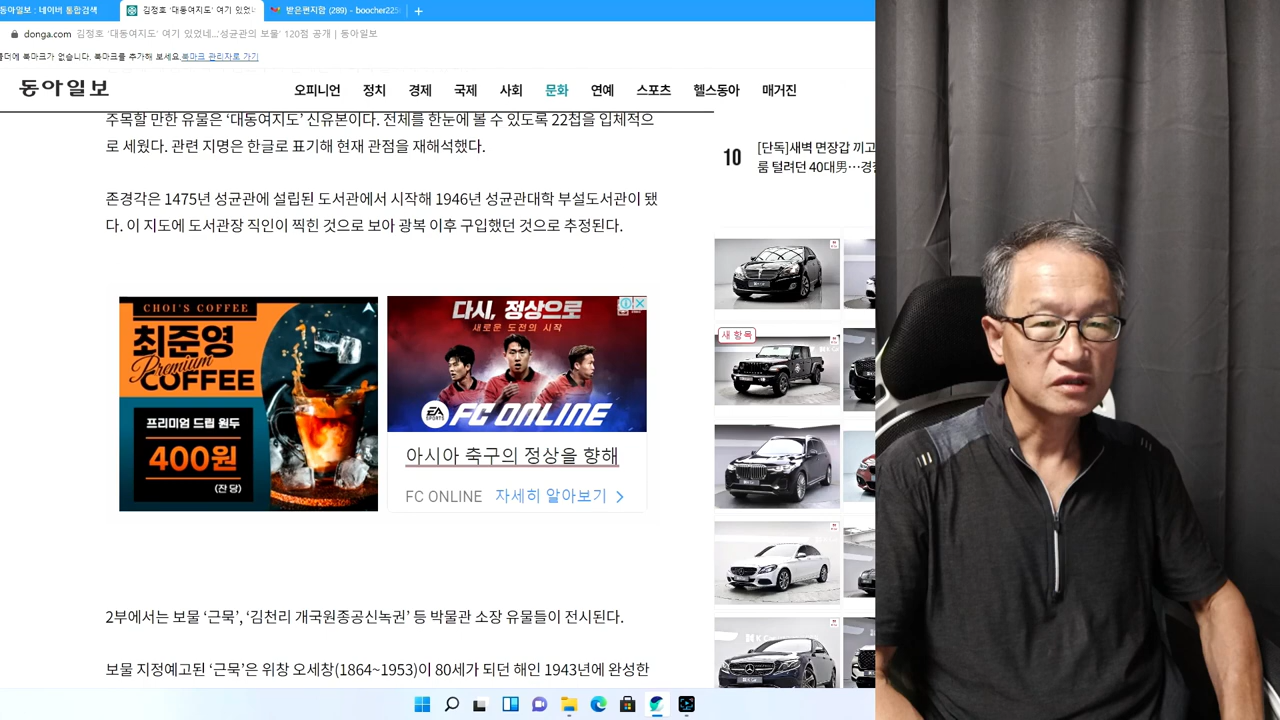 동아일보 : 네이버 통합검색
김정호 ‘대동여지도’ 여기 있었네
받은편지함 (289) - boocher225
donga.com 김정호 ‘대동여지도’ 여기 있었네…‘성균관의 보물’ 120점 공개 | 동아일보
더에 북마크가 없습니다. 북마크를 추가해 보세요. 북마크 관리자로 가기
동아일보
오피니언 정치 경제 국제 사회 문화 연예 스포츠 헬스동아 매거진
주목할 만한 유물은 ‘대동여지도’ 신유본이다. 전체를 한눈에 볼 수 있도록 22첩을 입체적으
로 세웠다. 관련 지명은 한글로 표기해 현재 관점을 재해석했다.
존경각은 1475년 성균관에 설립된 도서관에서 시작해 1946년 성균관대학 부설도서관이 됐
다. 이 지도에 도서관장 직인이 찍힌 것으로 보아 광복 이후 구입했던 것으로 추정된다.
CHOI'S COFFEE
최준영
Premium
COFFEE
프리미엄 드립 원두
400원
(잔 당)
다시, 정상으로
새로운 도전의 시작
EA SPORTS FC ONLINE
아시아 축구의 정상을 향해
FC ONLINE 자세히 알아보기
2부에서는 보물 ‘근묵’, ‘김천리 개국원종공신녹권’ 등 박물관 소장 유물들이 전시된다.
보물 지정예고된 ‘근묵’은 위창 오세창(1864~1953)이 80세가 되던 해인 1943년에 완성한
10
[단독]새벽 면장갑 끼고
룸 털려던 40대男…경찰
새 항목